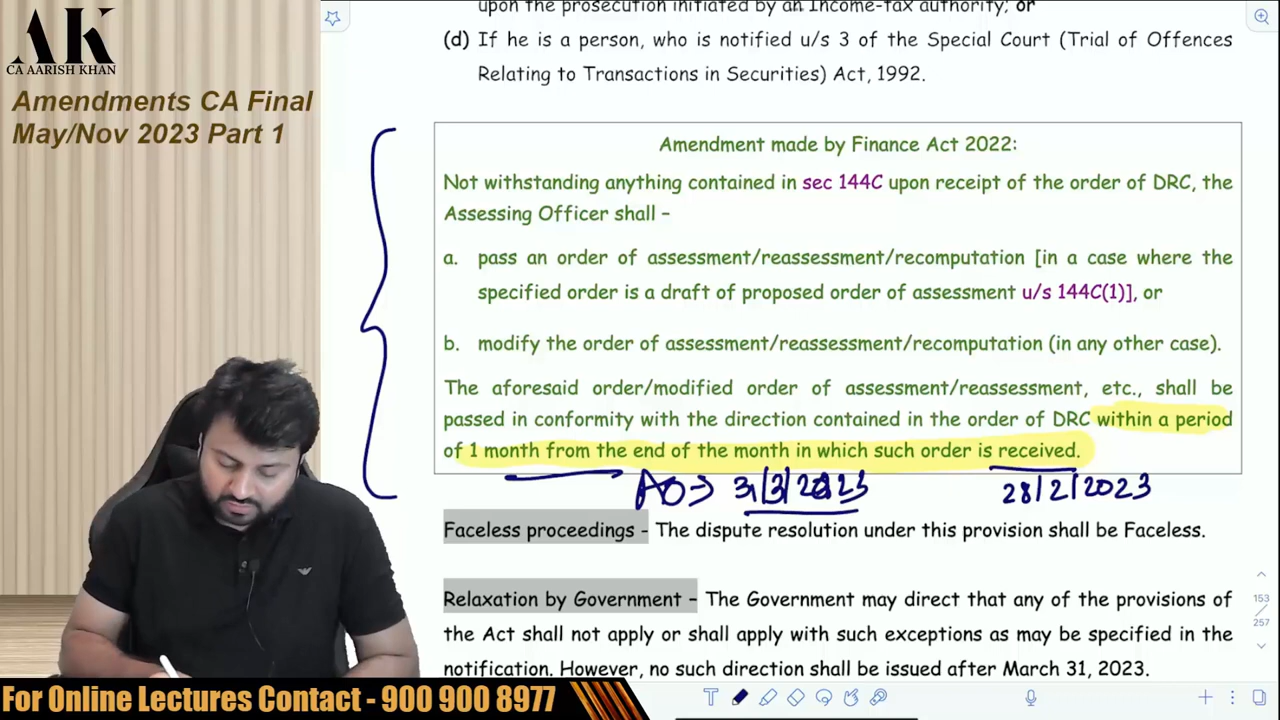 AK
CA AARISH KHAN
Amendments CA Final
May/Nov 2023 Part 1
upon the prosecution initiated by an Income-tax authority; or
(d) If he is a person, who is notified u/s 3 of the Special Court (Trial of Offences
Relating to Transactions in Securities) Act, 1992.
Amendment made by Finance Act 2022:
Not withstanding anything contained in sec 144C upon receipt of the order of DRC, the
Assessing Officer shall –
a. pass an order of assessment/reassessment/recomputation [in a case where the
specified order is a draft of proposed order of assessment u/s 144C(1)], or
b. modify the order of assessment/reassessment/recomputation (in any other case).
The aforesaid order/modified order of assessment/reassessment, etc., shall be
passed in conformity with the direction contained in the order of DRC within a period
of 1 month from the end of the month in which such order is received.
AO → 31/3/2023 28/2/2023
Faceless proceedings - The dispute resolution under this provision shall be Faceless.
Relaxation by Government – The Government may direct that any of the provisions of
the Act shall not apply or shall apply with such exceptions as may be specified in the
notification. However, no such direction shall be issued after March 31, 2023.
153
257
For Online Lectures Contact - 900 900 8977